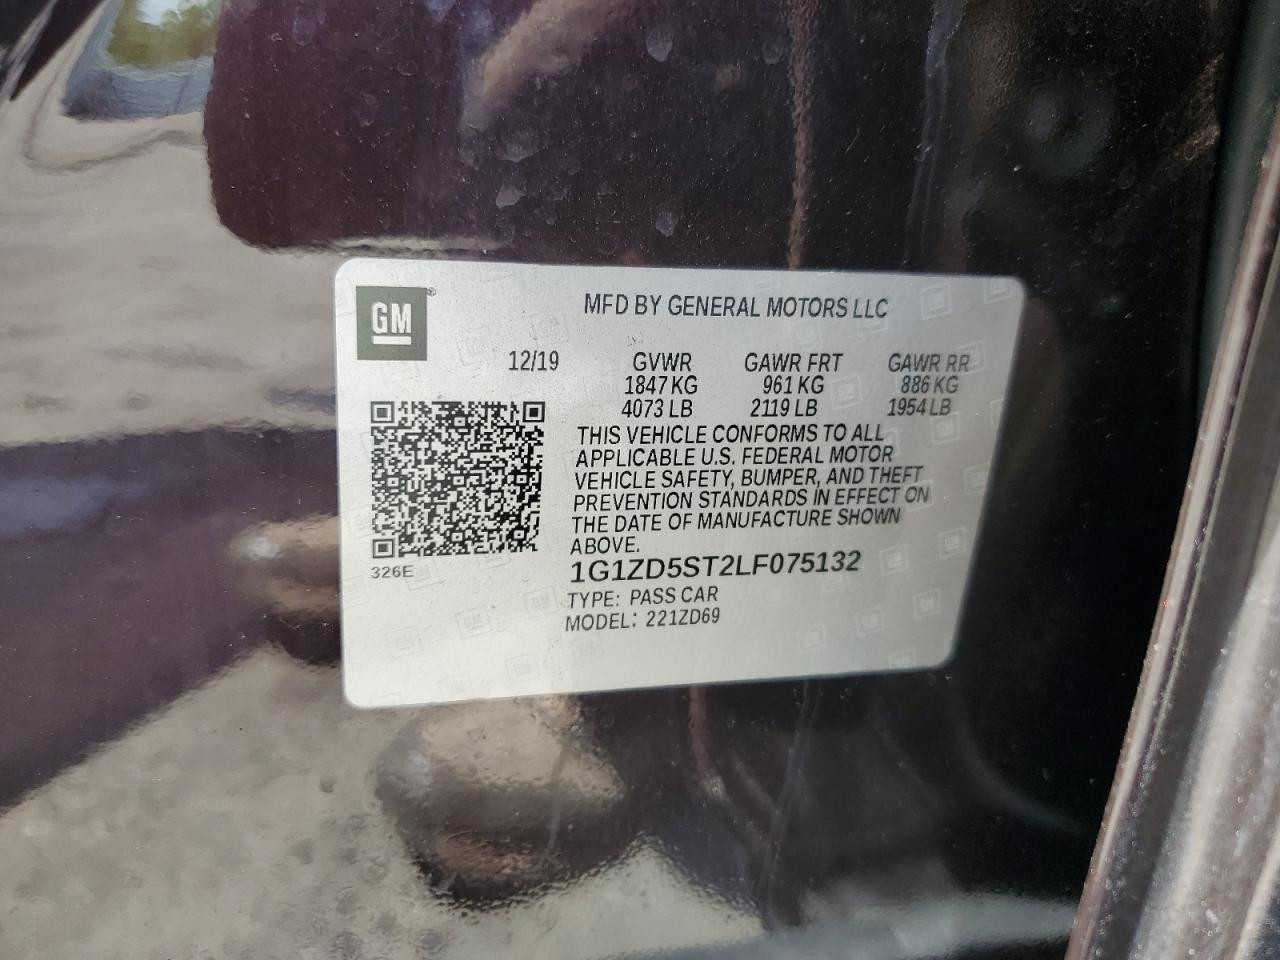 GM®
MFD BY GENERAL MOTORS LLC
12/19 GVWR GAWR FRT GAWR RR
1847 KG 961 KG 886 KG
4073 LB 2119 LB 1954 LB
THIS VEHICLE CONFORMS TO ALL
APPLICABLE U.S. FEDERAL MOTOR
VEHICLE SAFETY, BUMPER, AND THEFT
PREVENTION STANDARDS IN EFFECT ON
THE DATE OF MANUFACTURE SHOWN
ABOVE.
326E
1G1ZD5ST2LF075132
TYPE: PASS CAR
MODEL: 221ZD69